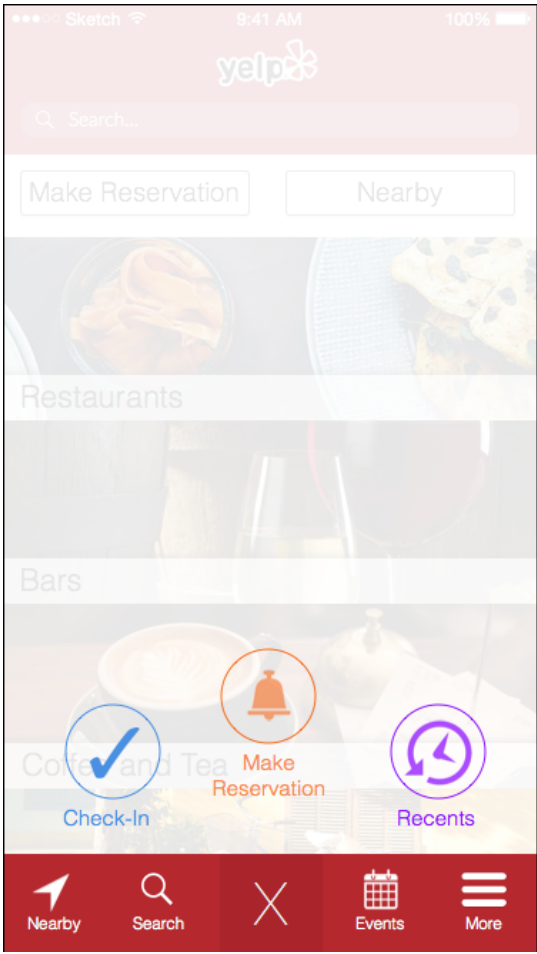 Sketch 9:41 AM 100%
yelp
Search...
Make Reservation Nearby
Restaurants
Bars
Coffee and Tea
Make
Reservation
Check-In
Recents
Nearby
Search
X
Events
More